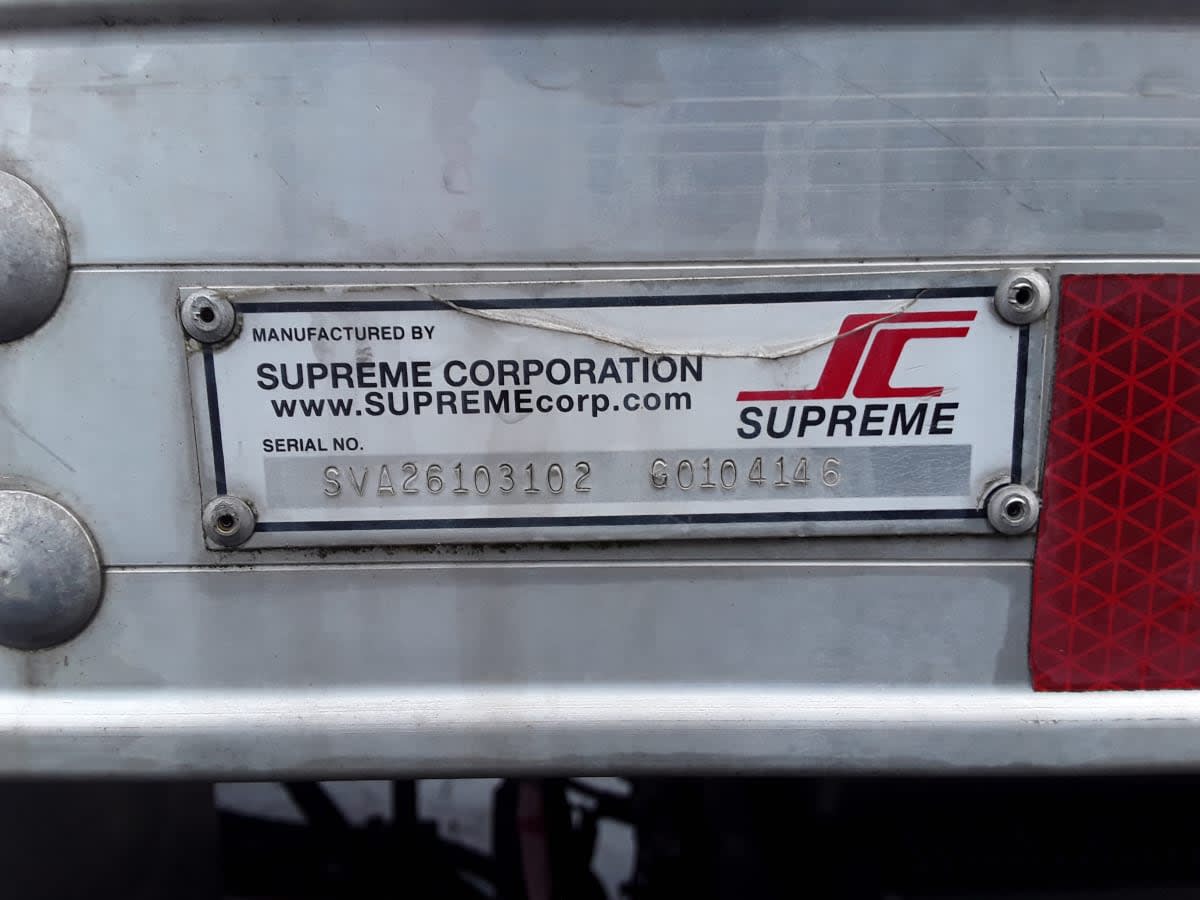 MANUFACTURED BY
SUPREME CORPORATION
www.SUPREMEcorp.com
SC
SUPREME
SERIAL NO.
SVA26103102 G0104146